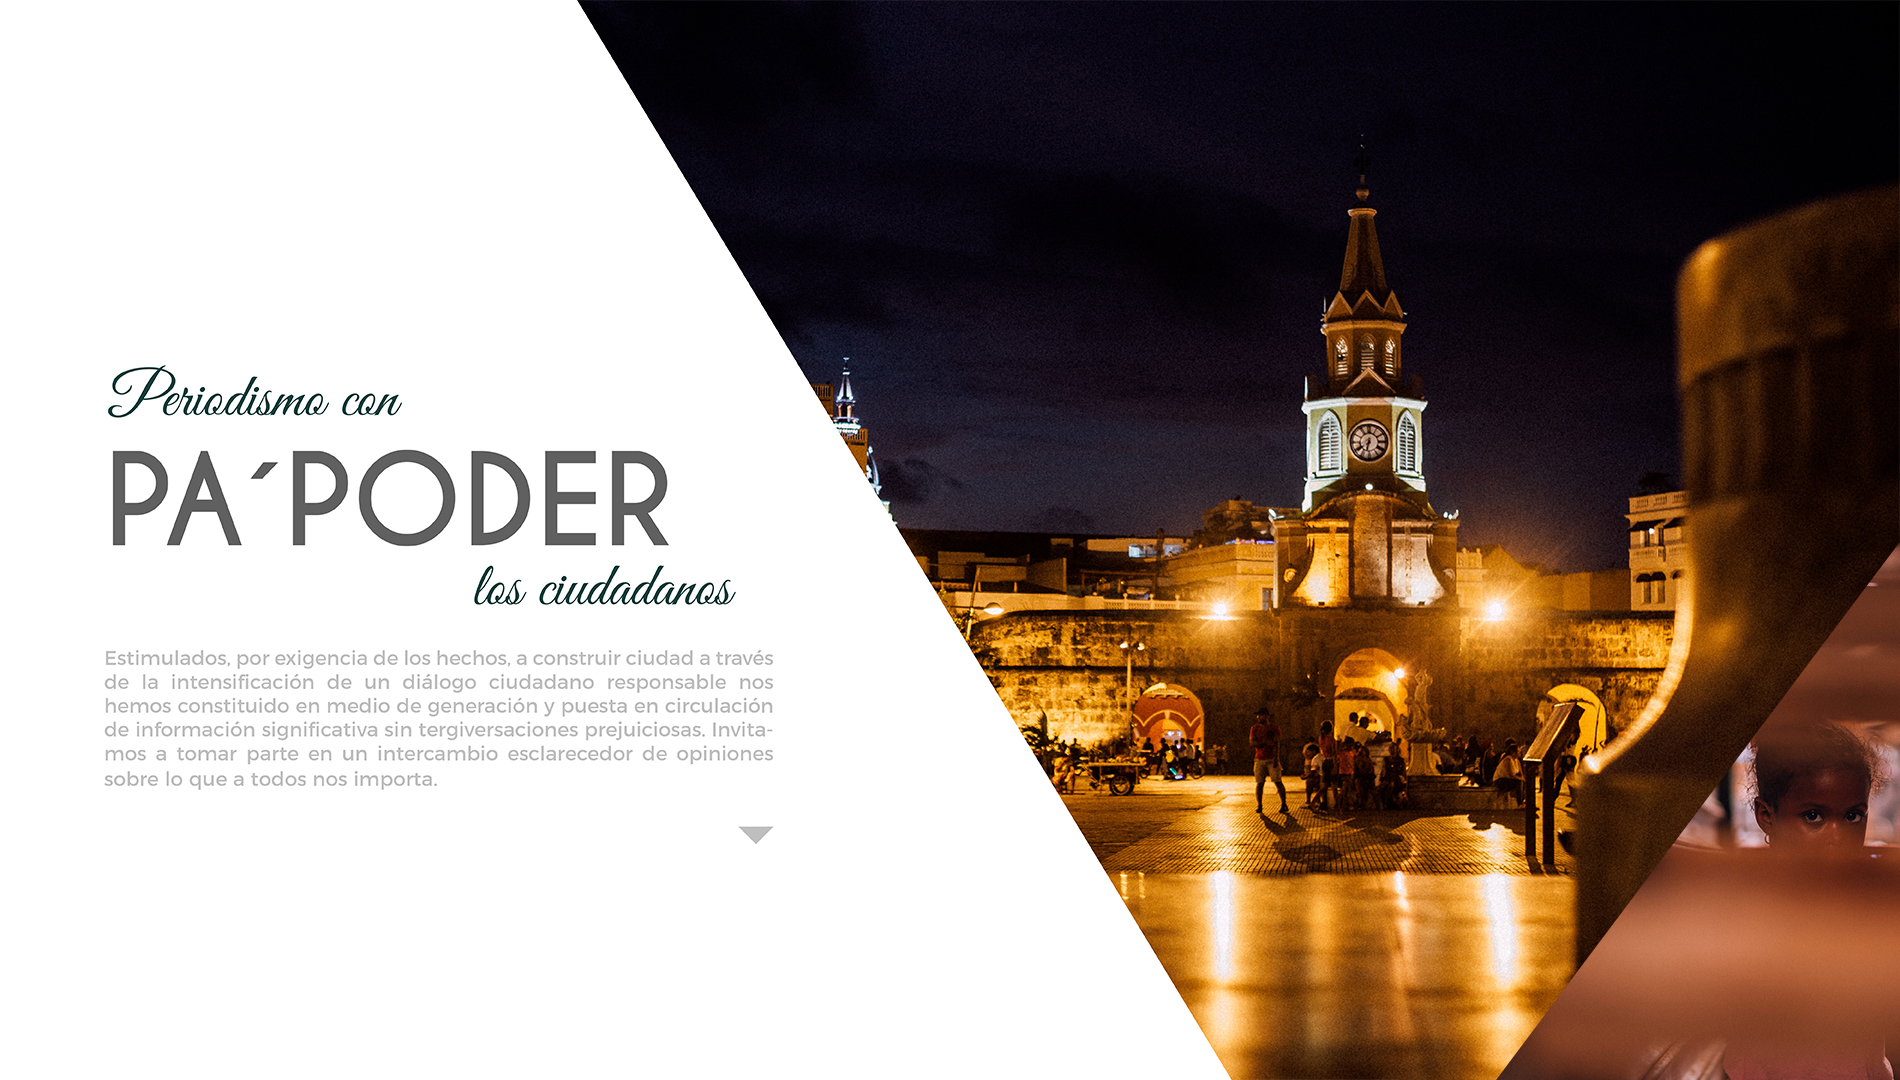 Periodismo con
PA´PODER
los ciudadanos
Estimulados, por exigencia de los hechos, a construir ciudad a través
de la intensificación de un diálogo ciudadano responsable nos
hemos constituido en medio de generación y puesta en circulación
de información significativa sin tergiversaciones prejuiciosas. Invita-
mos a tomar parte en un intercambio esclarecedor de opiniones
sobre lo que a todos nos importa.